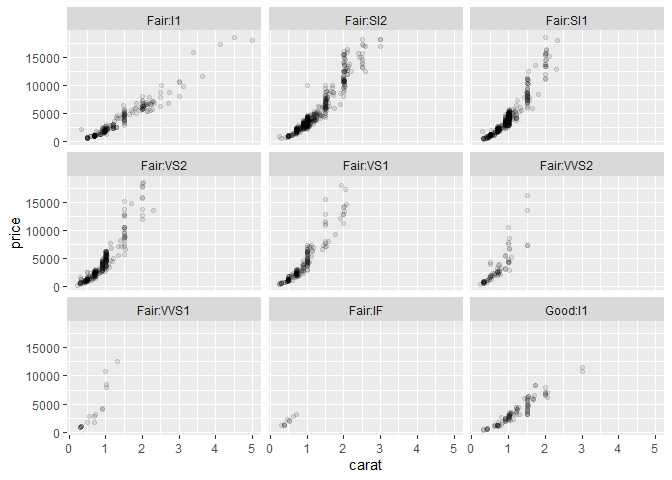 Fair:I1 Fair:SI2 Fair:SI1
15000
10000
5000
0
Fair:VS2 Fair:VS1 Fair:VVS2
15000
10000
5000
0
price
Fair:VVS1 Fair:IF Good:I1
15000
10000
5000
0
0 1 2 3 4 5 0 1 2 3 4 5 0 1 2 3 4 5
carat